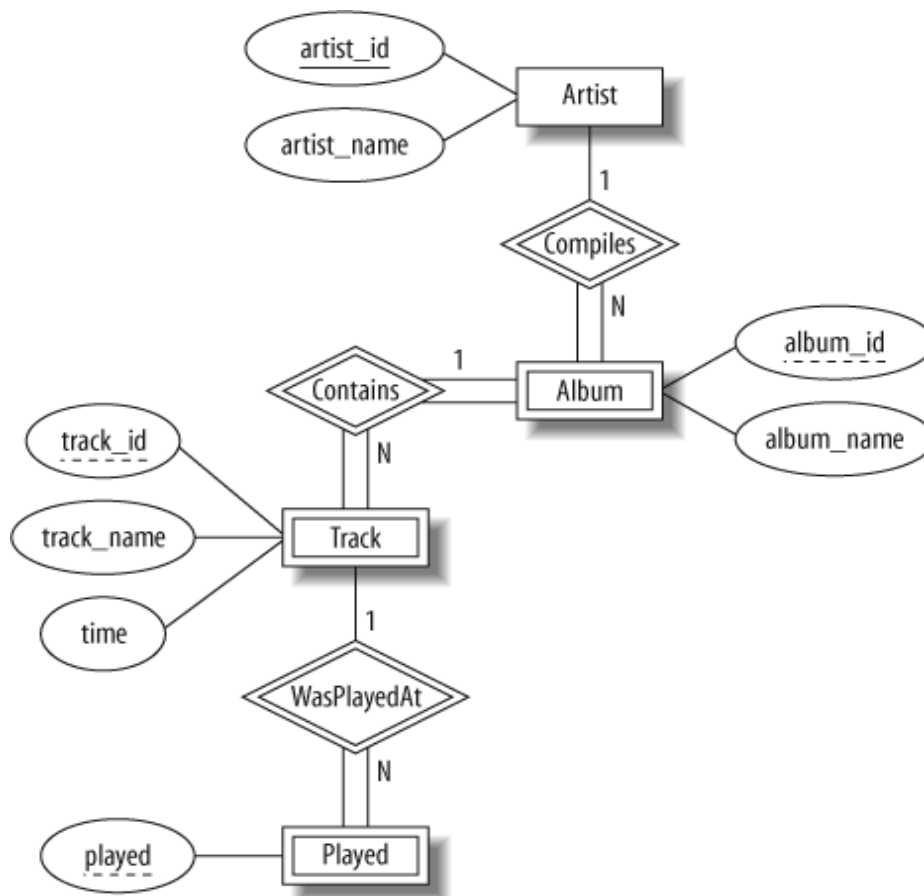 artist_id
Artist
artist_name
1
Compiles
N
album_id
1
Contains
Album
track_id
N
album_name
track_name
Track
time
1
WasPlayedAt
N
played
Played